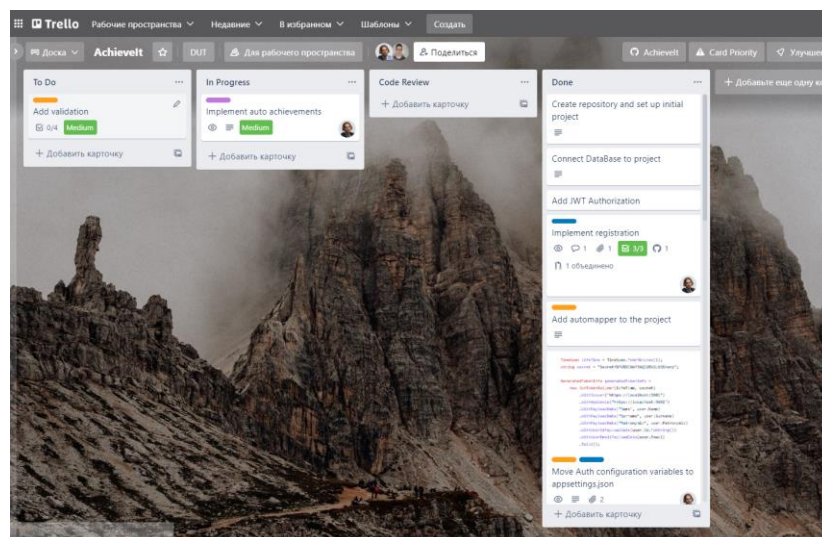 Trello
Рабочие пространства
Недавние
В избранном
Шаблоны
Создать
Доска
AchieveIt
DUT
Для рабочего пространства
Поделиться
AchieveIt
Card Priority
To Do
Add validation
0/4 Medium
+ Добавить карточку
In Progress
Implement auto achievements
Medium
+ Добавить карточку
Code Review
+ Добавить карточку
Done
Create repository and set up initial
project
Connect DataBase to project
Add JWT Authorization
Implement registration
1 1 3/3 1
1 объединено
Add automapper to the project
Move Auth configuration variables to
appsettings.json
2
+ Добавить карточку
+ Добавьте еще одну